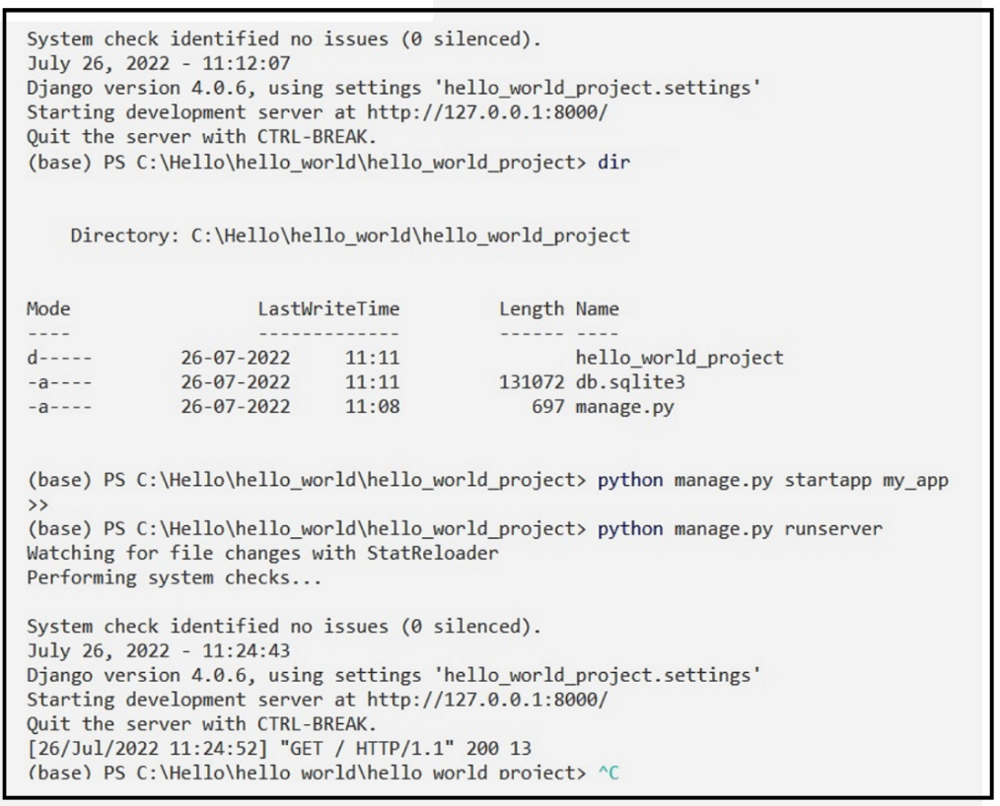 System check identified no issues (0 silenced).
July 26, 2022 - 11:12:07
Django version 4.0.6, using settings 'hello_world_project.settings'
Starting development server at http://127.0.0.1:8000/
Quit the server with CTRL-BREAK.
(base) PS C:\Hello\hello_world\hello_world_project> dir
Directory: C:\Hello\hello_world\hello_world_project
Mode                 LastWriteTime         Length Name
----                 -------------         ------ ----
d-----        26-07-2022     11:11                hello_world_project
-a----        26-07-2022     11:11         131072 db.sqlite3
-a----        26-07-2022     11:08            697 manage.py
(base) PS C:\Hello\hello_world\hello_world_project> python manage.py startapp my_app
>>
(base) PS C:\Hello\hello_world\hello_world_project> python manage.py runserver
Watching for file changes with StatReloader
Performing system checks...
System check identified no issues (0 silenced).
July 26, 2022 - 11:24:43
Django version 4.0.6, using settings 'hello_world_project.settings'
Starting development server at http://127.0.0.1:8000/
Quit the server with CTRL-BREAK.
[26/Jul/2022 11:24:52] "GET / HTTP/1.1" 200 13
(base) PS C:\Hello\hello_world\hello_world_project> ^C